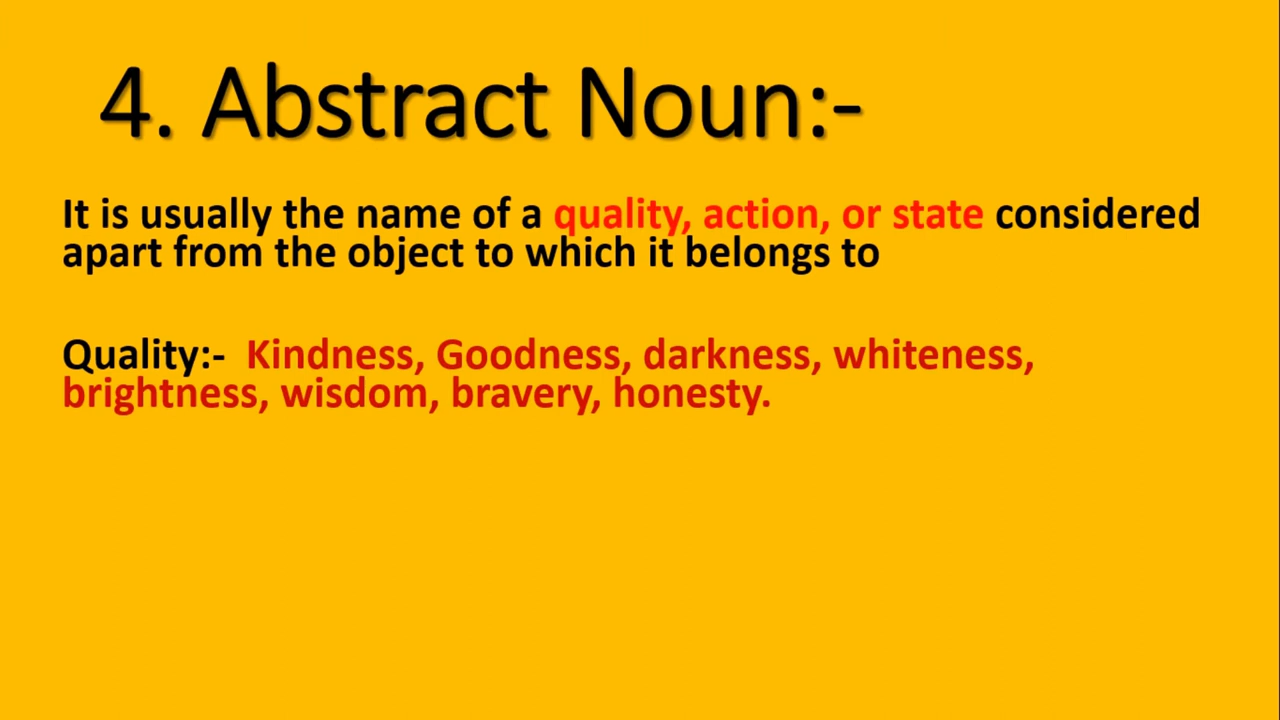 4. Abstract Noun:-
It is usually the name of a quality, action, or state considered
apart from the object to which it belongs to
Quality:- Kindness, Goodness, darkness, whiteness,
brightness, wisdom, bravery, honesty.